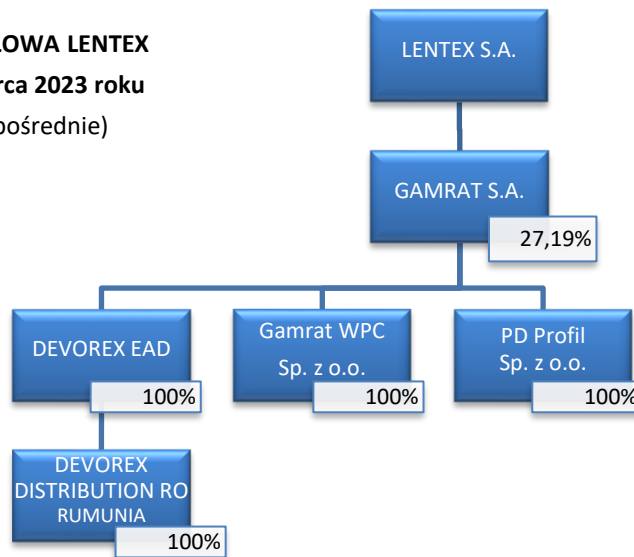 ŁOWA LENTEX
rca 2023 roku
pośrednie)
LENTEX S.A.
GAMRAT S.A.
27,19%
DEVOREX EAD
100%
Gamrat WPC
Sp. z o.o.
100%
PD Profil
Sp. z o.o.
100%
DEVOREX
DISTRIBUTION RO
RUMUNIA
100%